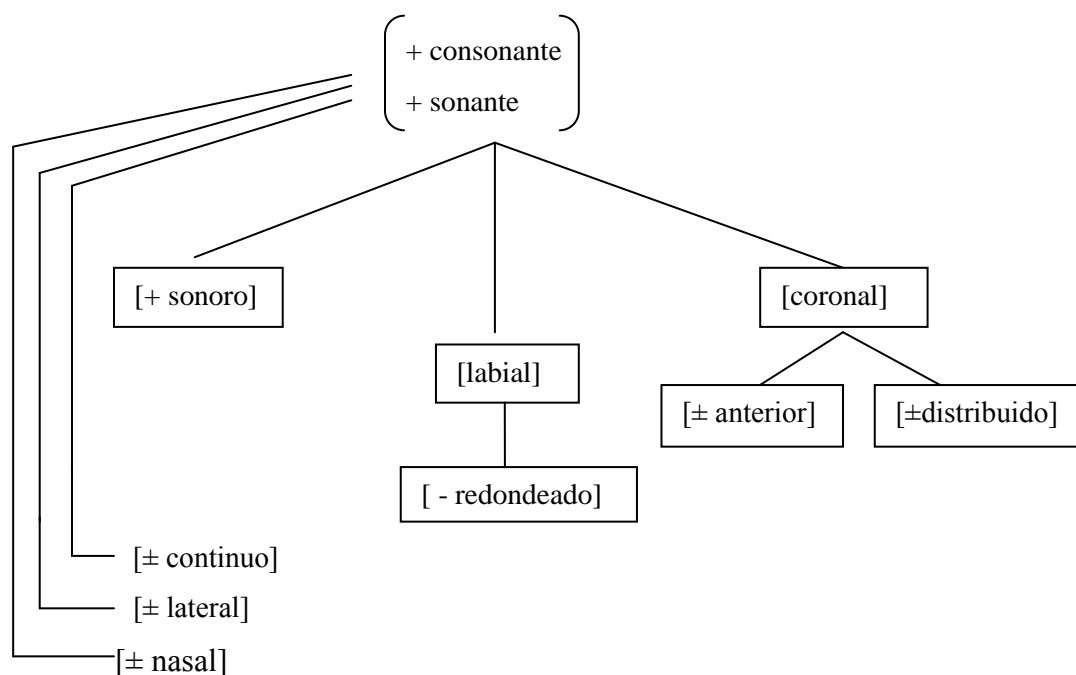 + consonante
+ sonante
[+ sonoro]
[coronal]
[labial]
[± anterior]
[±distribuido]
[ - redondeado]
[± continuo]
[± lateral]
[± nasal]